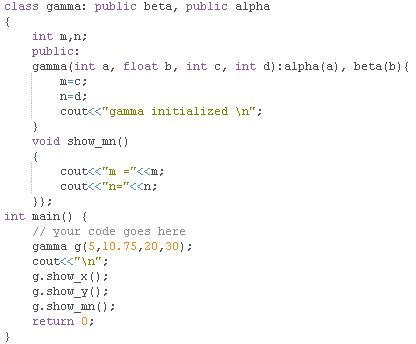 class gamma: public beta, public alpha
{
    int m,n;
    public:
    gamma(int a, float b, int c, int d):alpha(a), beta(b){
        m=c;
        n=d;
        cout<<"gamma initialized \n";
    }
    void show_mn()
    {
        cout<<"m ="<<m;
        cout<<"n="<<n;
    }};
int main() {
    // your code goes here
    gamma g(5,10.75,20,30);
    cout<<"\n";
    g.show_x();
    g.show_y();
    g.show_mn();
    return 0;
}